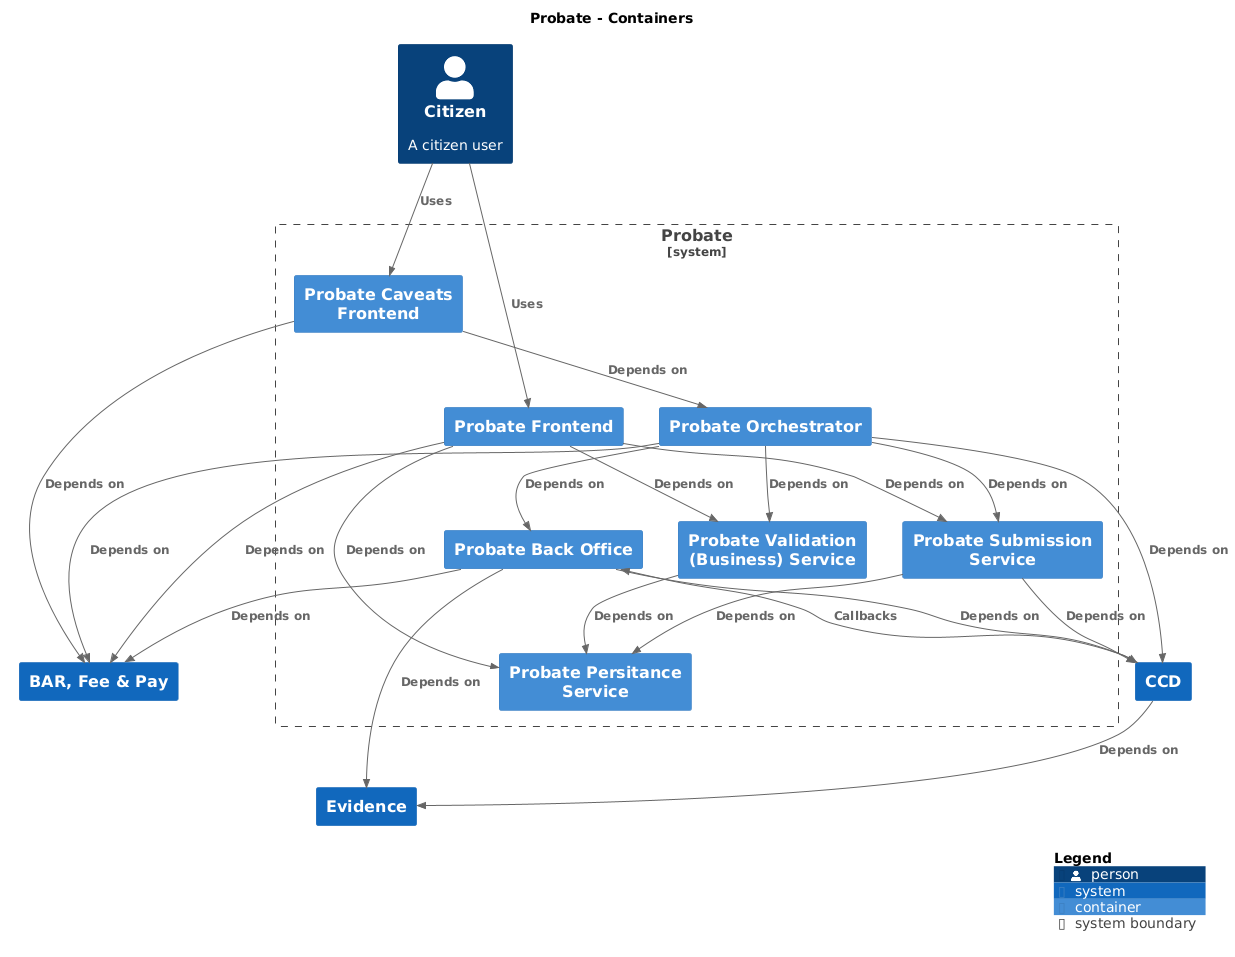 Probate - Containers
Citizen
A citizen user
Uses
Probate
[system]
Probate Caveats
Frontend
Uses
Depends on
Probate Frontend
Probate Orchestrator
Depends on
Depends on
Depends on
Depends on
Depends on
Depends on
Depends on
Depends on
Depends on
Depends on
Probate Back Office
Probate Validation
(Business) Service
Probate Submission
Service
Depends on
Depends on
Depends on
Callbacks
Depends on
Depends on
Depends on
BAR, Fee & Pay
Probate Persitance
Service
CCD
Depends on
Evidence
Legend
person
system
container
system boundary